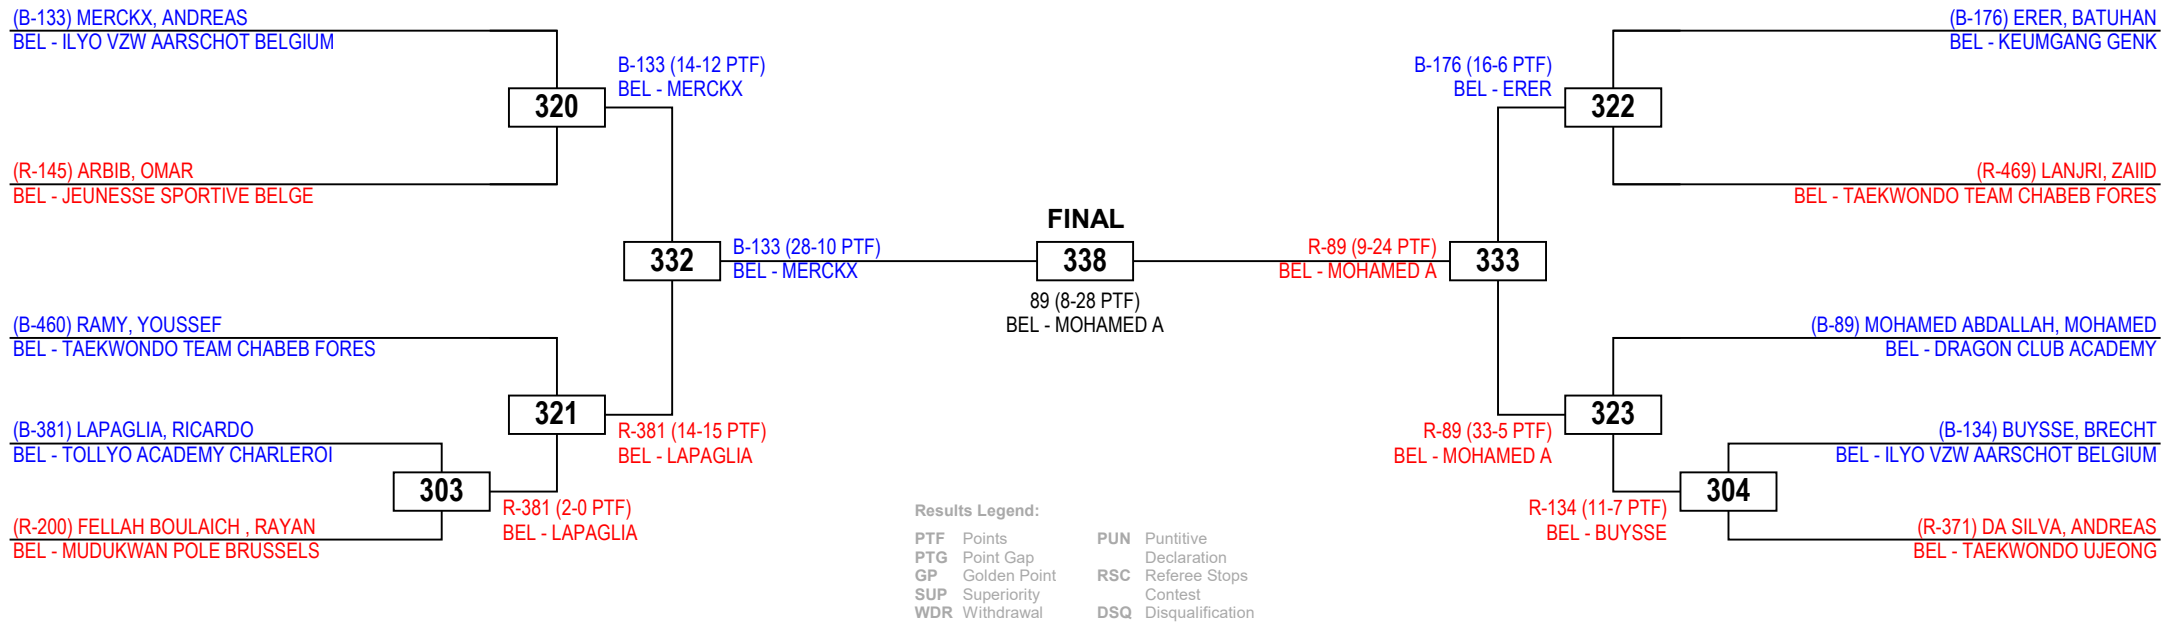 (B-133) MERCKX, ANDREAS
BEL - ILYO VZW AARSCHOT BELGIUM
B-133 (14-12 PTF)
BEL - MERCKX
320
(R-145) ARBIB, OMAR
BEL - JEUNESSE SPORTIVE BELGE
332
B-133 (28-10 PTF)
BEL - MERCKX
(B-460) RAMY, YOUSSEF
BEL - TAEKWONDO TEAM CHABEB FORES
321
R-381 (14-15 PTF)
BEL - LAPAGLIA
(B-381) LAPAGLIA, RICARDO
BEL - TOLLYO ACADEMY CHARLEROI
303
R-381 (2-0 PTF)
BEL - LAPAGLIA
(R-200) FELLAH BOULAICH , RAYAN
BEL - MUDUKWAN POLE BRUSSELS
FINAL
338
89 (8-28 PTF)
BEL - MOHAMED A
(B-176) ERER, BATUHAN
BEL - KEUMGANG GENK
B-176 (16-6 PTF)
BEL - ERER
322
(R-469) LANJRI, ZAIID
BEL - TAEKWONDO TEAM CHABEB FORES
R-89 (9-24 PTF)
BEL - MOHAMED A
333
(B-89) MOHAMED ABDALLAH, MOHAMED
BEL - DRAGON CLUB ACADEMY
323
R-89 (33-5 PTF)
BEL - MOHAMED A
(B-134) BUYSSE, BRECHT
BEL - ILYO VZW AARSCHOT BELGIUM
304
R-134 (11-7 PTF)
BEL - BUYSSE
(R-371) DA SILVA, ANDREAS
BEL - TAEKWONDO UJEONG
Results Legend:
PTF Points
PTG Point Gap
GP Golden Point
SUP Superiority
WDR Withdrawal
PUN Puntitive
Declaration
RSC Referee Stops
Contest
DSQ Disqualification